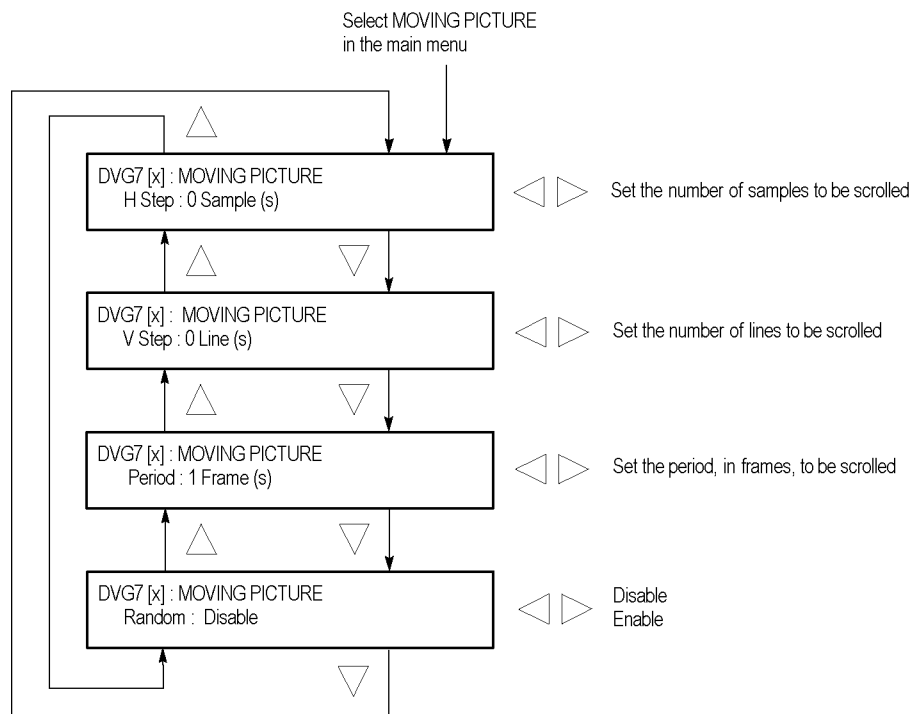 Select MOVING PICTURE
in the main menu
DVG7 [x] : MOVING PICTURE
H Step : 0 Sample (s)
Set the number of samples to be scrolled
DVG7 [x] : MOVING PICTURE
V Step : 0 Line (s)
Set the number of lines to be scrolled
DVG7 [x] : MOVING PICTURE
Period : 1 Frame (s)
Set the period, in frames, to be scrolled
DVG7 [x] : MOVING PICTURE
Random : Disable
Disable
Enable